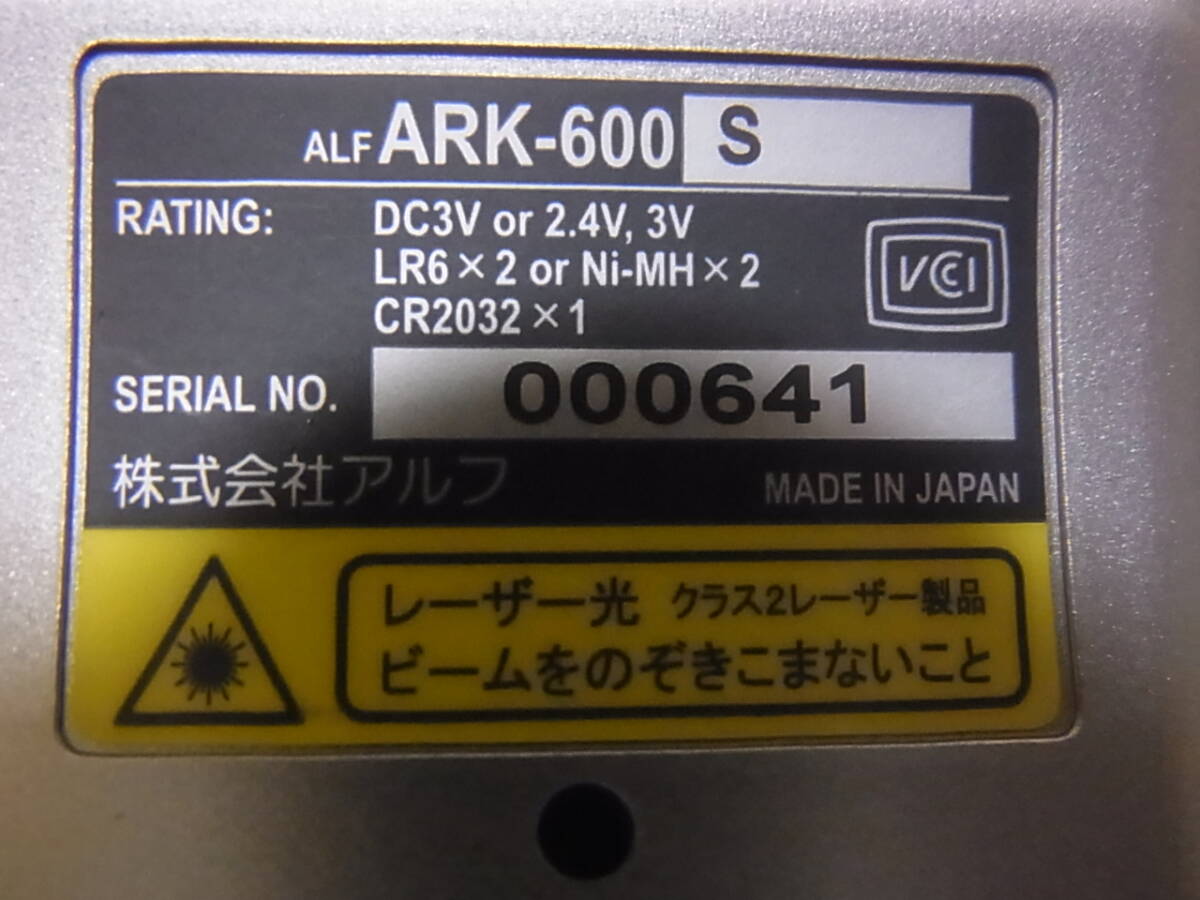 ALF ARK-600 S
RATING: DC3V or 2.4V, 3V
LR6×2 or Ni-MH×2
CR2032×1
VCCI
SERIAL NO. 000641
株式会社アルフ MADE IN JAPAN
レーザー光 クラス2レーザー製品
ビームをのぞきこまないこと